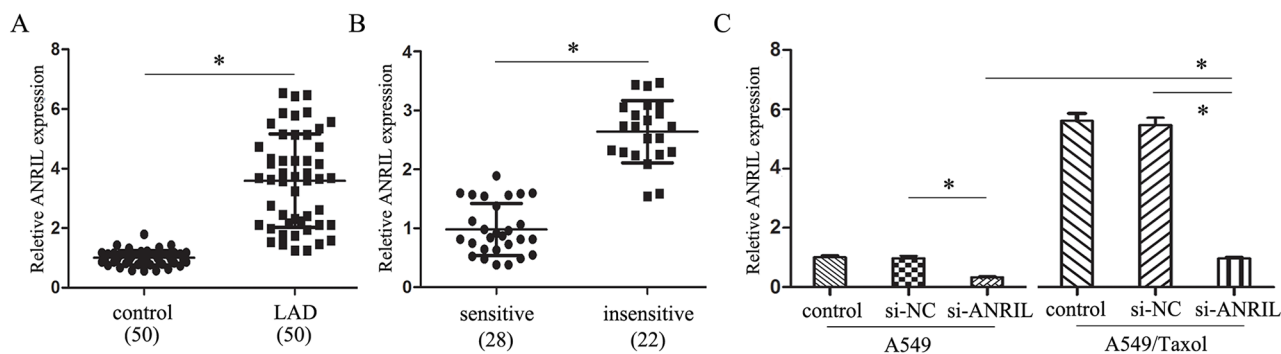 A
Reletive ANRIL expression
8
6
4
2
0
*
control
(50)
LAD
(50)
B
Reletive ANRIL expression
4
3
2
1
0
*
sensitive
(28)
insensitive
(22)
C
Reletive ANRIL expression
8
6
4
2
0
*
*
*
control si-NC si-ANRIL control si-NC si-ANRIL
A549 A549/Taxol